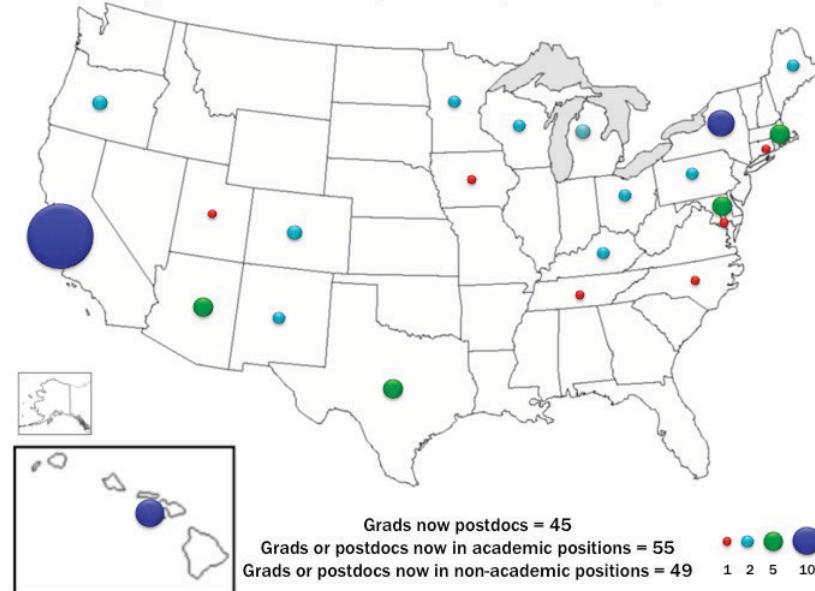 Grads now postdocs = 45
Grads or postdocs now in academic positions = 55
Grads or postdocs now in non-academic positions = 49
1 2 5 10